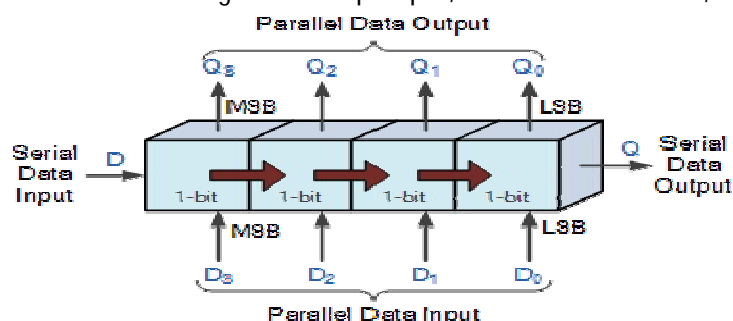 Parallel Data Output
Q3 Q2 Q1 Q0
MSB LSB
Serial Data Input
D
Q
Serial Data Output
1-bit 1-bit 1-bit 1-bit
MSB LSB
D3 D2 D1 D0
Parallel Data Input